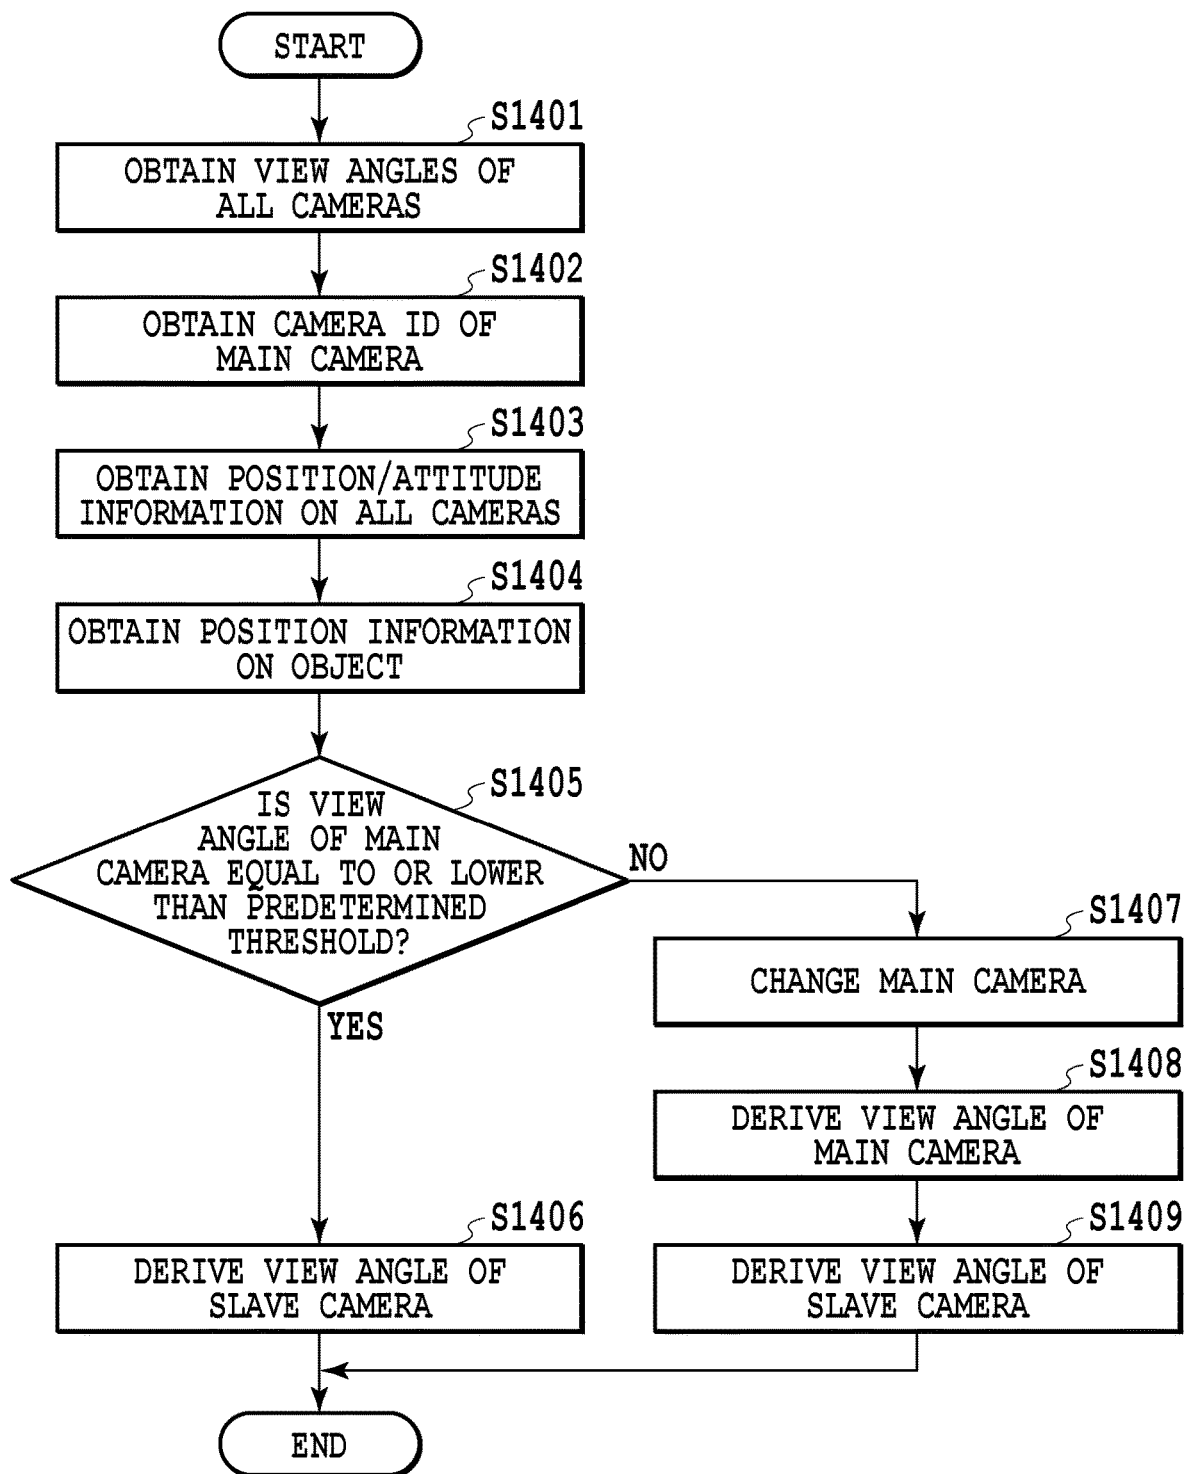 START
S1401
OBTAIN VIEW ANGLES OF
ALL CAMERAS
S1402
OBTAIN CAMERA ID OF
MAIN CAMERA
S1403
OBTAIN POSITION/ATTITUDE
INFORMATION ON ALL CAMERAS
S1404
OBTAIN POSITION INFORMATION
ON OBJECT
S1405
IS VIEW
ANGLE OF MAIN
CAMERA EQUAL TO OR LOWER
THAN PREDETERMINED
THRESHOLD?
NO
YES
S1407
CHANGE MAIN CAMERA
S1408
DERIVE VIEW ANGLE OF
MAIN CAMERA
S1406
DERIVE VIEW ANGLE OF
SLAVE CAMERA
S1409
DERIVE VIEW ANGLE OF
SLAVE CAMERA
END